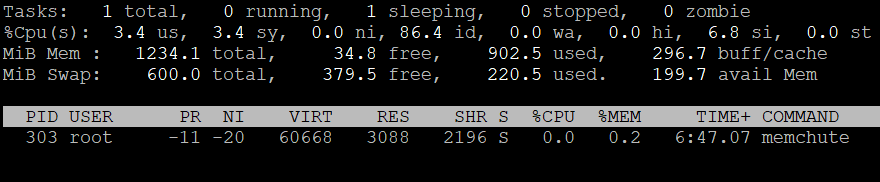 Tasks:   1 total,   0 running,   1 sleeping,   0 stopped,   0 zombie
%Cpu(s):  3.4 us,  3.4 sy,  0.0 ni, 86.4 id,  0.0 wa,  0.0 hi,  6.8 si,  0.0 st
MiB Mem :   1234.1 total,     34.8 free,    902.5 used,    296.7 buff/cache
MiB Swap:    600.0 total,    379.5 free,    220.5 used.    199.7 avail Mem
PID USER      PR  NI    VIRT    RES    SHR S  %CPU  %MEM     TIME+ COMMAND
303 root     -11 -20   60668   3088   2196 S   0.0   0.2   6:47.07 memchute